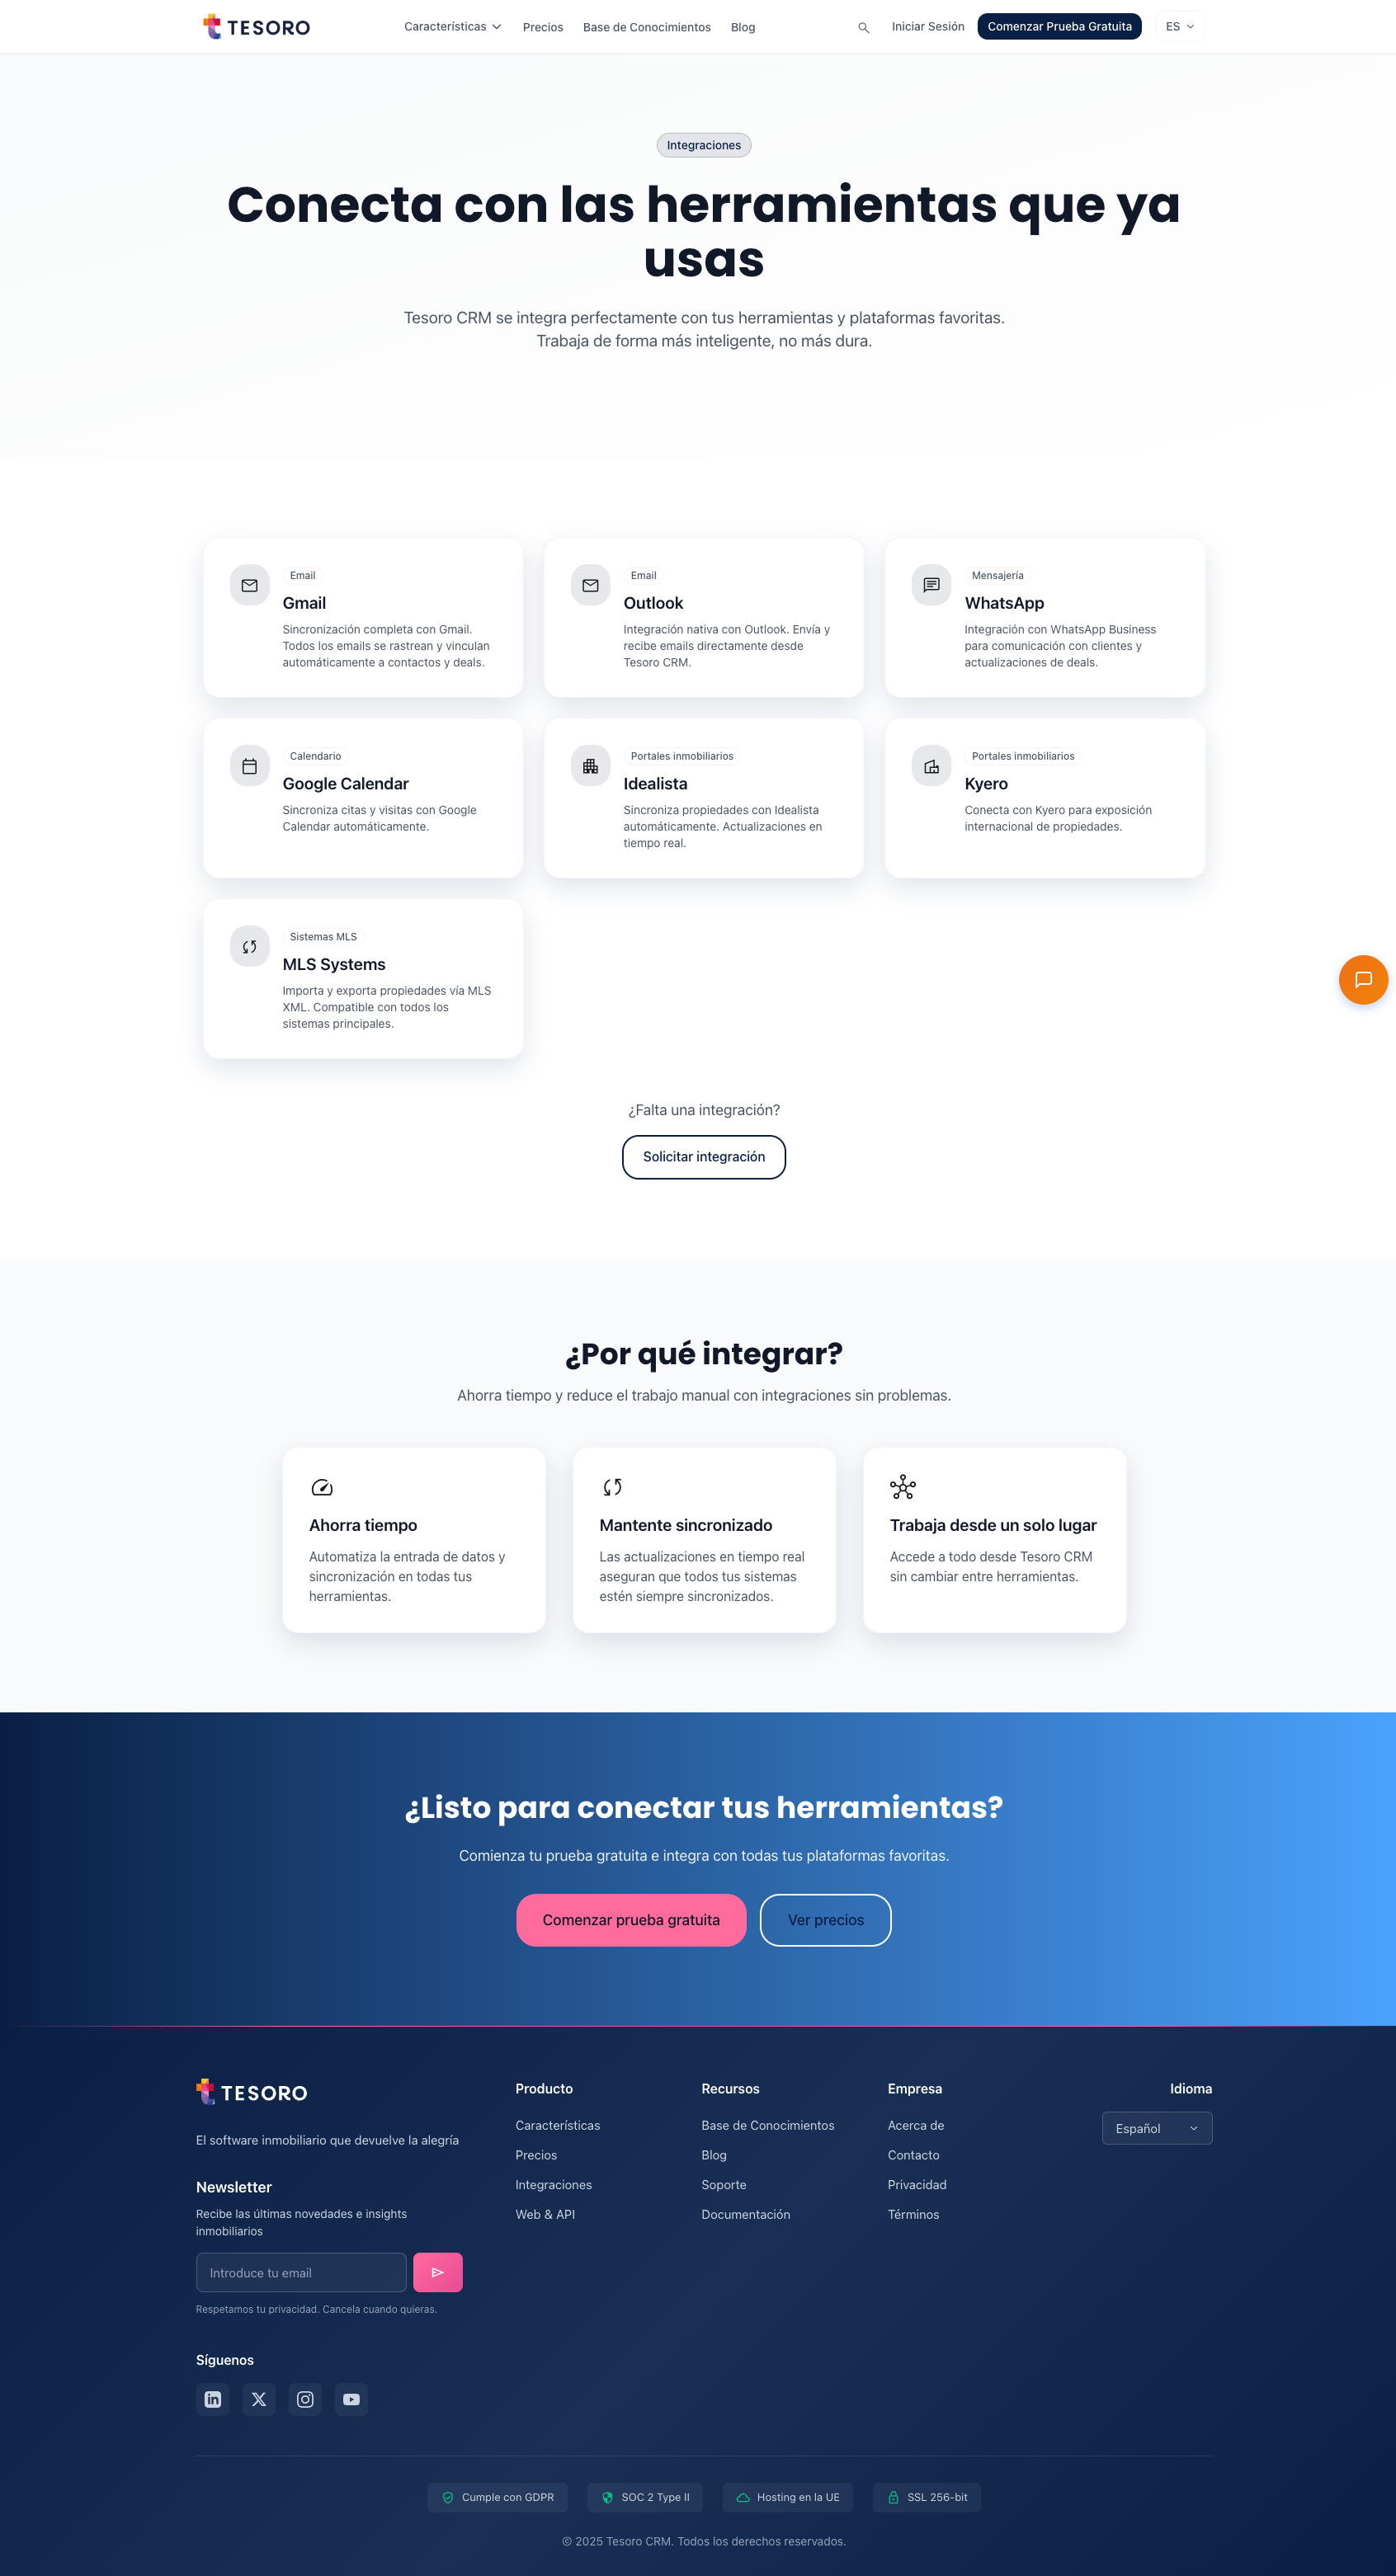 TESORO
Características
Precios
Base de Conocimientos
Blog
Iniciar Sesión
Comenzar Prueba Gratuita
ES
Integraciones
Conecta con las herramientas que ya
usas
Tesoro CRM se integra perfectamente con tus herramientas y plataformas favoritas.
Trabaja de forma más inteligente, no más dura.
Email
Gmail
Sincronización completa con Gmail.
Todos los emails se rastrean y vinculan
automáticamente a contactos y deals.
Email
Outlook
Integración nativa con Outlook. Envía y
recibe emails directamente desde
Tesoro CRM.
Mensajería
WhatsApp
Integración con WhatsApp Business
para comunicación con clientes y
actualizaciones de deals.
Calendario
Google Calendar
Sincroniza citas y visitas con Google
Calendar automáticamente.
Portales inmobiliarios
Idealista
Sincroniza propiedades con Idealista
automáticamente. Actualizaciones en
tiempo real.
Portales inmobiliarios
Kyero
Conecta con Kyero para exposición
internacional de propiedades.
Sistemas MLS
MLS Systems
Importa y exporta propiedades vía MLS
XML. Compatible con todos los
sistemas principales.
¿Falta una integración?
Solicitar integración
¿Por qué integrar?
Ahorra tiempo y reduce el trabajo manual con integraciones sin problemas.
Ahorra tiempo
Automatiza la entrada de datos y
sincronización en todas tus
herramientas.
Mantente sincronizado
Las actualizaciones en tiempo real
aseguran que todos tus sistemas
estén siempre sincronizados.
Trabaja desde un solo lugar
Accede a todo desde Tesoro CRM
sin cambiar entre herramientas.
¿Listo para conectar tus herramientas?
Comienza tu prueba gratuita e integra con todas tus plataformas favoritas.
Comenzar prueba gratuita
Ver precios
TESORO
El software inmobiliario que devuelve la alegría
Newsletter
Recibe las últimas novedades e insights
inmobiliarios
Introduce tu email
Respetamos tu privacidad. Cancela cuando quieras.
Síguenos
Producto
Características
Precios
Integraciones
Web & API
Recursos
Base de Conocimientos
Blog
Soporte
Documentación
Empresa
Acerca de
Contacto
Privacidad
Términos
Idioma
Español
Cumple con GDPR
SOC 2 Type II
Hosting en la UE
SSL 256-bit
© 2025 Tesoro CRM. Todos los derechos reservados.